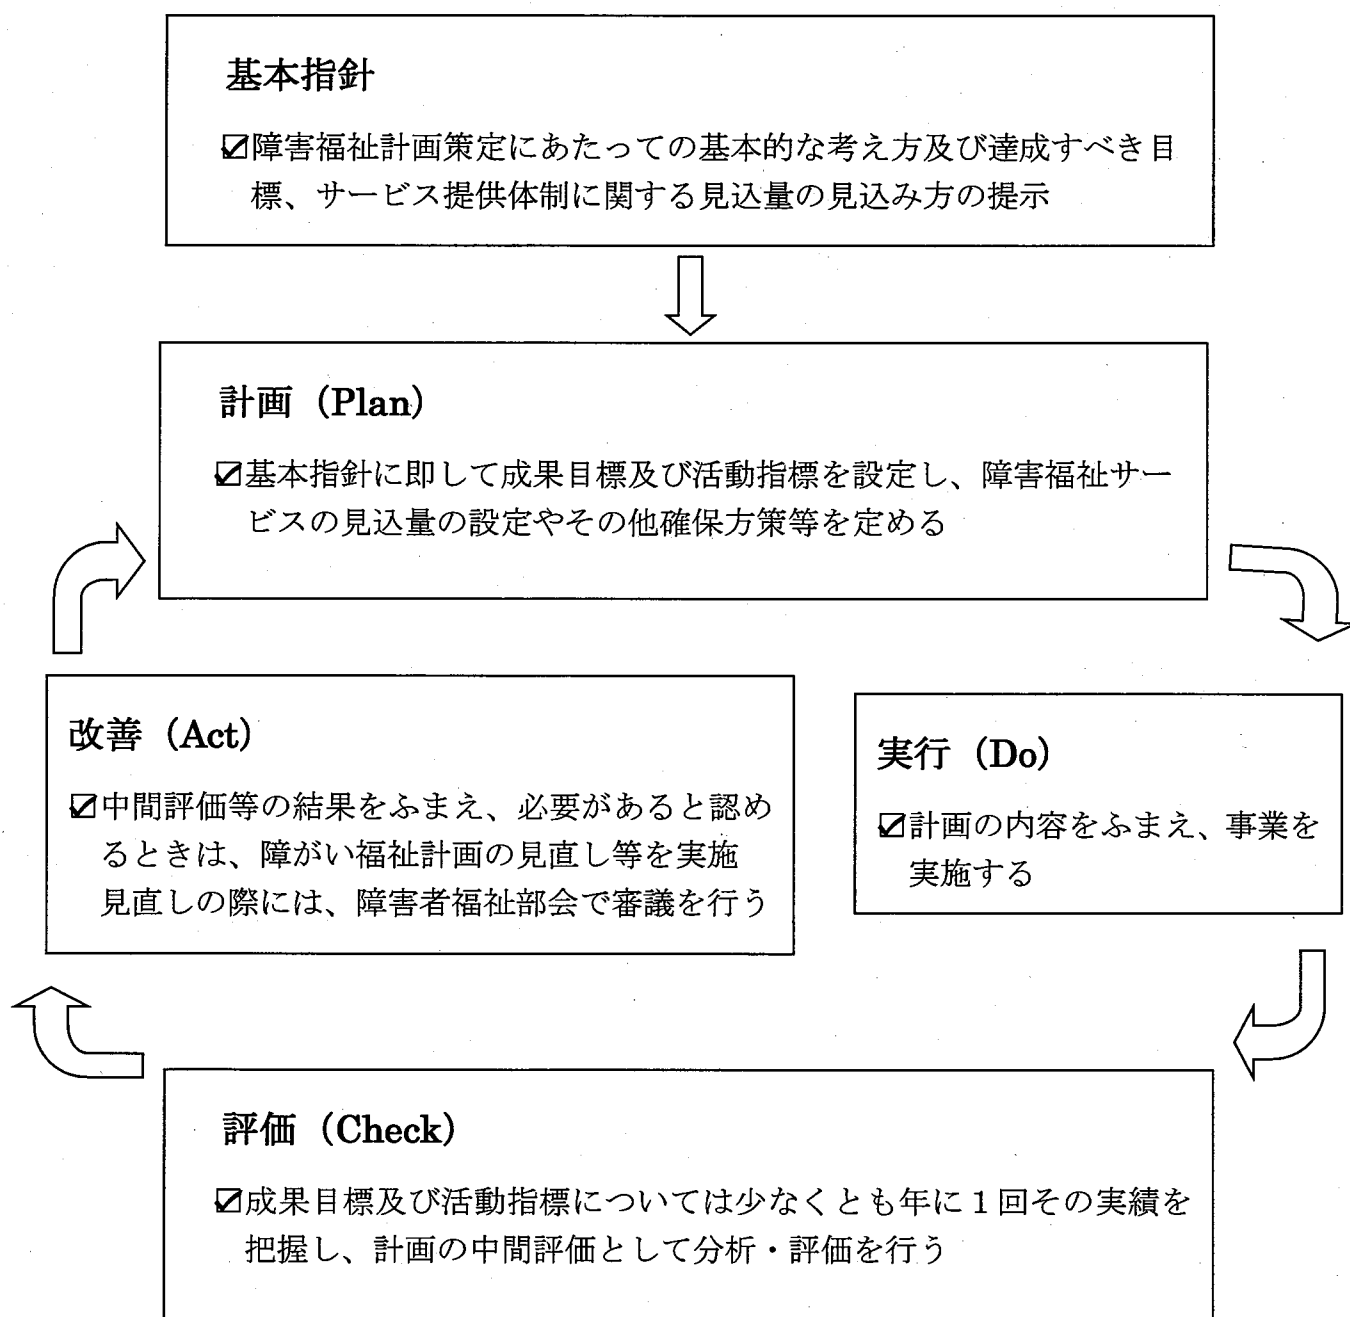 基本指針
☑障害福祉計画策定にあたっての基本的な考え方及び達成すべき目
標、サービス提供体制に関する見込量の見込み方の提示
計画（Plan）
☑基本指針に即して成果目標及び活動指標を設定し、障害福祉サー
ビスの見込量の設定やその他確保方策等を定める
改善（Act）
☑中間評価等の結果をふまえ、必要があると認め
るときは、障がい福祉計画の見直し等を実施
見直しの際には、障害者福祉部会で審議を行う
実行（Do）
☑計画の内容をふまえ、事業を
実施する
評価（Check）
☑成果目標及び活動指標については少なくとも年に１回その実績を
把握し、計画の中間評価として分析・評価を行う